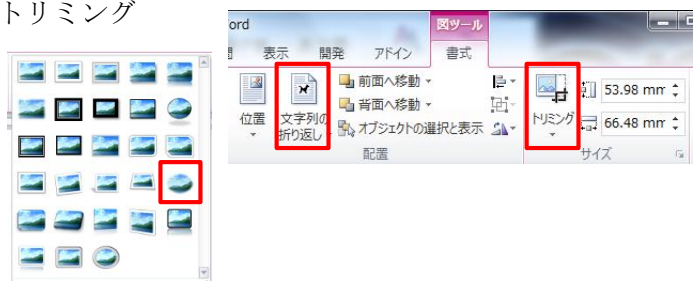 トリミング
ord
図ツール
表示 開発 アドイン 書式
位置
文字列の
折り返し
前面へ移動
背面へ移動
オブジェクトの選択と表示
配置
トリミング
53.98 mm
66.48 mm
サイズ